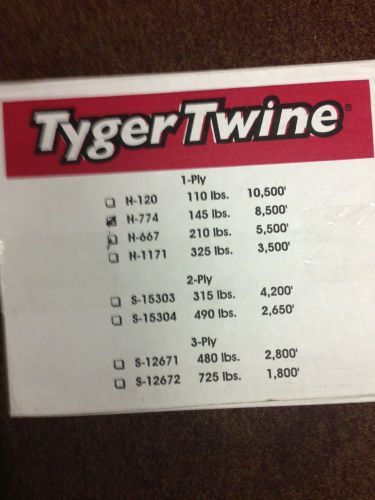 Tyger Twine®
1-Ply
H-120 110 lbs. 10,500'
H-774 145 lbs. 8,500'
H-667 210 lbs. 5,500'
H-1171 325 lbs. 3,500'
2-Ply
S-15303 315 lbs. 4,200'
S-15304 490 lbs. 2,650'
3-Ply
S-12671 480 lbs. 2,800'
S-12672 725 lbs. 1,800'